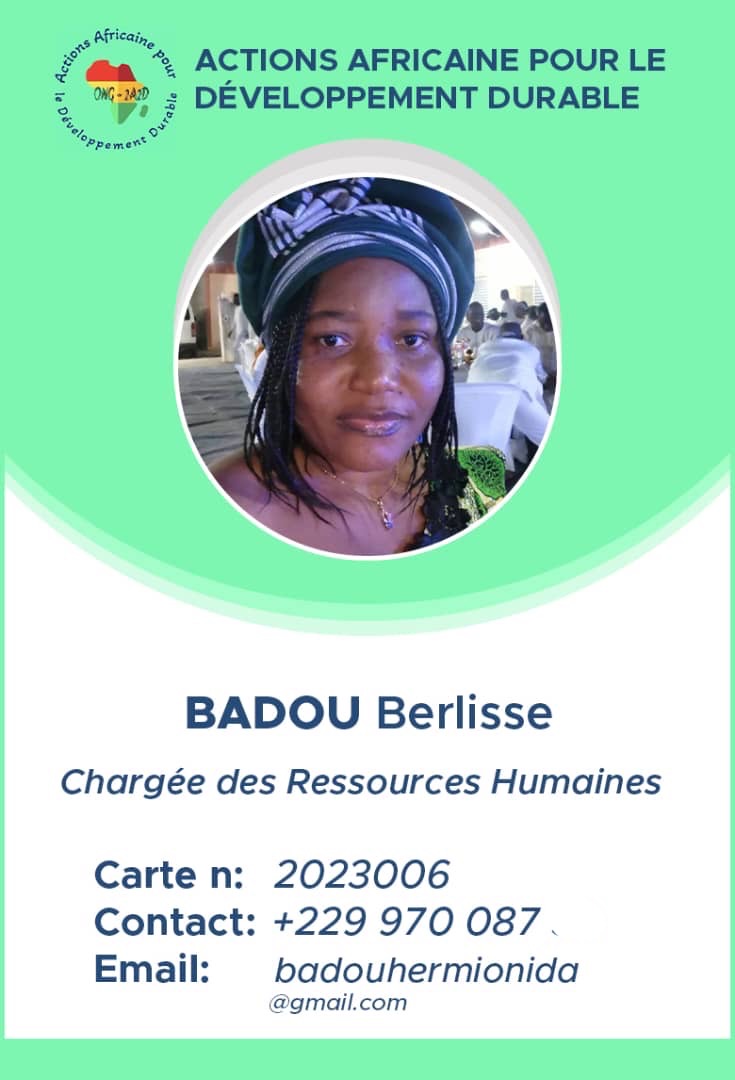 Actions Africaine pour
le Développement Durable
ONG - 2A2D
ACTIONS AFRICAINE POUR LE
DÉVELOPPEMENT DURABLE
BADOU Berlisse
Chargée des Ressources Humaines
Carte n: 2023006
Contact: +229 970 087
Email: badouhermionida
@gmail.com